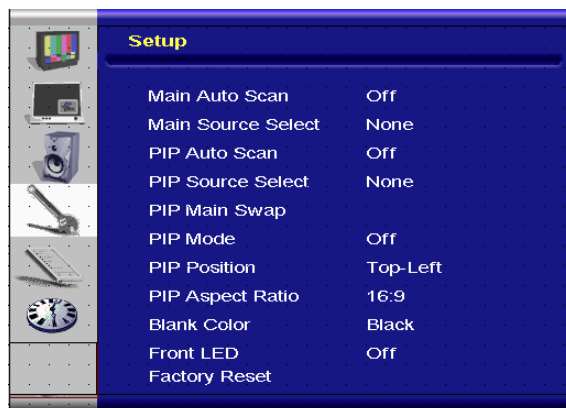 Setup
Main Auto Scan Off
Main Source Select None
PIP Auto Scan Off
PIP Source Select None
PIP Main Swap
PIP Mode Off
PIP Position Top-Left
PIP Aspect Ratio 16:9
Blank Color Black
Front LED Off
Factory Reset